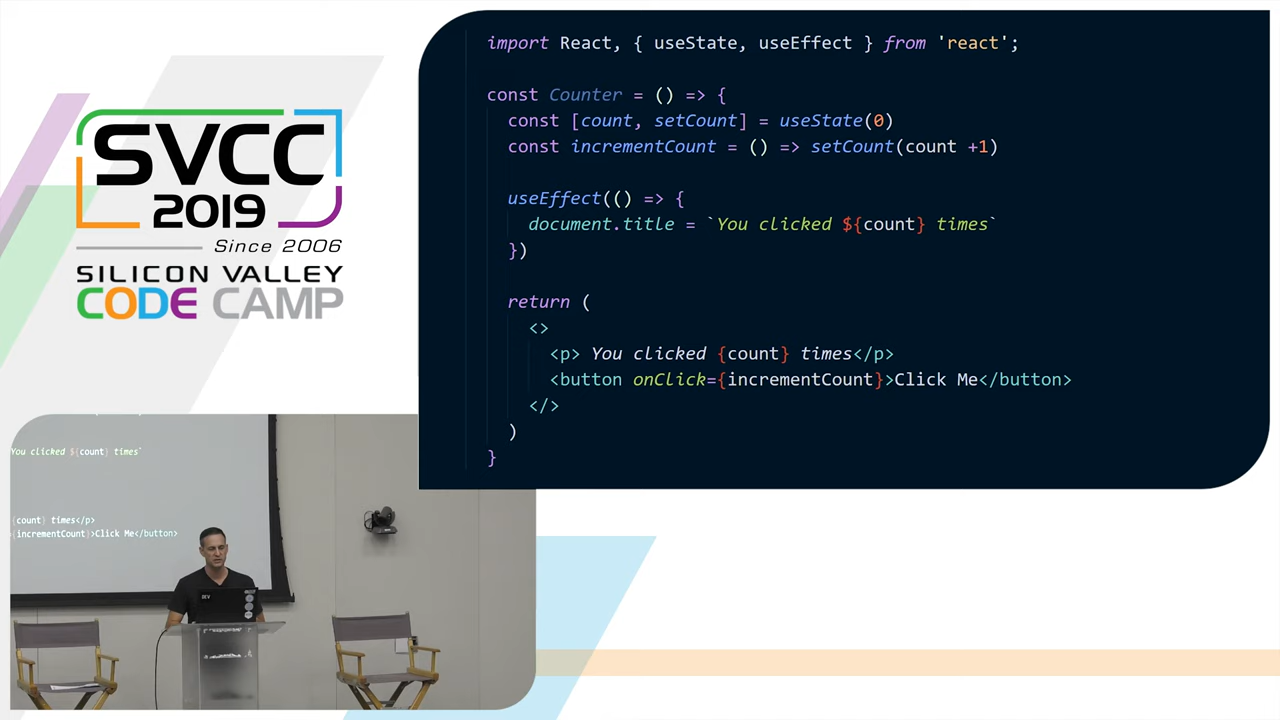 SVCC
2019
Since 2006
SILICON VALLEY
CODE CAMP
import React, { useState, useEffect } from 'react';
const Counter = () => {
const [count, setCount] = useState(0)
const incrementCount = () => setCount(count +1)
useEffect(() => {
document.title = `You clicked ${count} times`
})
return (
<>
<p> You clicked {count} times</p>
<button onClick={incrementCount}>Click Me</button>
</>
)
}
You clicked ${count} times`
{count} times</p>
{incrementCount}>Click Me</button>
DEV